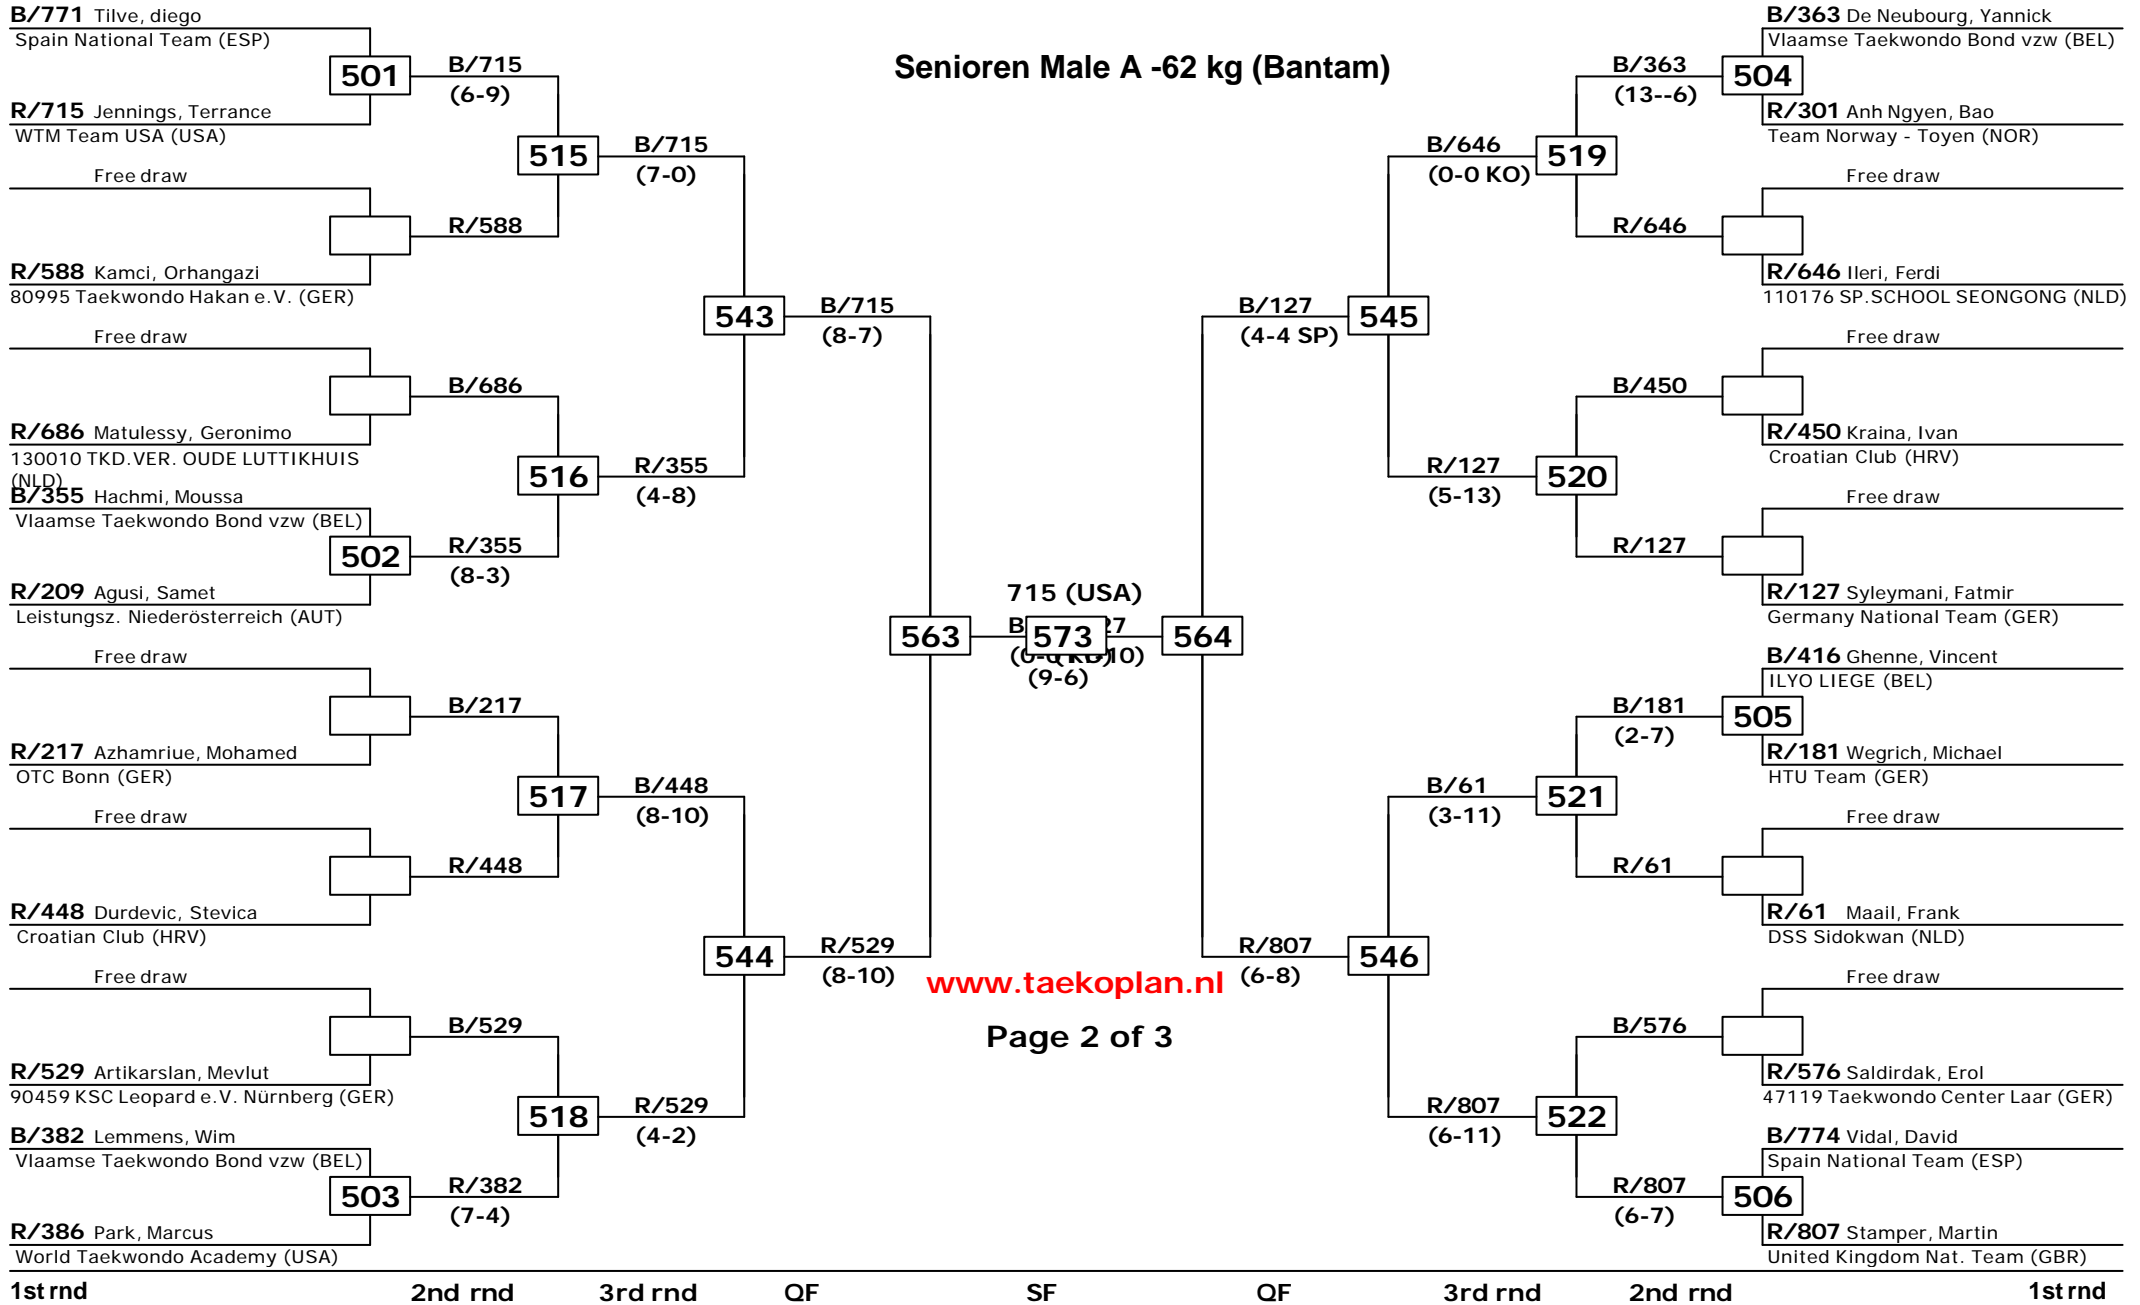 Senioren Male A -62 kg (Bantam)
B/771 Tilve, diego
Spain National Team (ESP)
501
B/715
(6-9)
R/715 Jennings, Terrance
WTM Team USA (USA)
515
B/715
(7-0)
Free draw
R/588
R/588 Kamci, Orhangazi
80995 Taekwondo Hakan e.V. (GER)
543
B/715
(8-7)
Free draw
B/686
R/686 Matulessy, Geronimo
130010 TKD.VER. OUDE LUTTIKHUIS
(NLD)
516
R/355
(4-8)
B/355 Hachmi, Moussa
Vlaamse Taekwondo Bond vzw (BEL)
502
R/355
(8-3)
R/209 Agusi, Samet
Leistungsz. Niederösterreich (AUT)
563
Free draw
B/217
R/217 Azhamriue, Mohamed
OTC Bonn (GER)
517
B/448
(8-10)
Free draw
R/448
R/448 Durdevic, Stevica
Croatian Club (HRV)
544
R/529
(8-10)
Free draw
B/529
R/529 Artikarslan, Mevlut
90459 KSC Leopard e.V. Nürnberg (GER)
518
R/529
(4-2)
B/382 Lemmens, Wim
Vlaamse Taekwondo Bond vzw (BEL)
503
R/382
(7-4)
R/386 Park, Marcus
World Taekwondo Academy (USA)
715 (USA)
573
(9-6)
www.taekoplan.nl
Page 2 of 3
B/363 De Neubourg, Yannick
Vlaamse Taekwondo Bond vzw (BEL)
B/363
504
(13--6)
R/301 Anh Ngyen, Bao
Team Norway - Toyen (NOR)
B/646
519
(0-0 KO)
Free draw
R/646
R/646 Ileri, Ferdi
110176 SP.SCHOOL SEONGONG (NLD)
B/127
545
(4-4 SP)
Free draw
B/450
R/450 Kraina, Ivan
Croatian Club (HRV)
R/127
520
(5-13)
Free draw
R/127
R/127 Syleymani, Fatmir
Germany National Team (GER)
564
B/416 Ghenne, Vincent
ILYO LIEGE (BEL)
B/181
505
(2-7)
R/181 Wegrich, Michael
HTU Team (GER)
B/61
521
(3-11)
Free draw
R/61
R/61 Maail, Frank
DSS Sidokwan (NLD)
R/807
546
(6-8)
Free draw
B/576
R/576 Saldirdak, Erol
47119 Taekwondo Center Laar (GER)
R/807
522
(6-11)
B/774 Vidal, David
Spain National Team (ESP)
R/807
506
(6-7)
R/807 Stamper, Martin
United Kingdom Nat. Team (GBR)
1st rnd 2nd rnd 3rd rnd QF SF QF 3rd rnd 2nd rnd 1st rnd